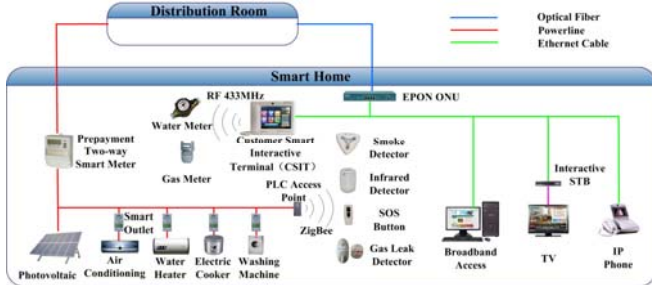 Distribution Room
Optical Fiber
Powerline
Ethernet Cable
Smart Home
RF 433MHz
EPON ONU
Water Meter
Prepayment
Two-way
Smart Meter
Customer Smart
Interactive
Terminal（CSIT）
Gas Meter
PLC Access
Point
Smoke
Detector
Infrared
Detector
Interactive
STB
Smart
Outlet
ZigBee
SOS
Button
Photovoltaic
Air
Conditioning
Water
Heater
Electric
Cooker
Washing
Machine
Gas Leak
Detector
Broadband
Access
TV
IP
Phone